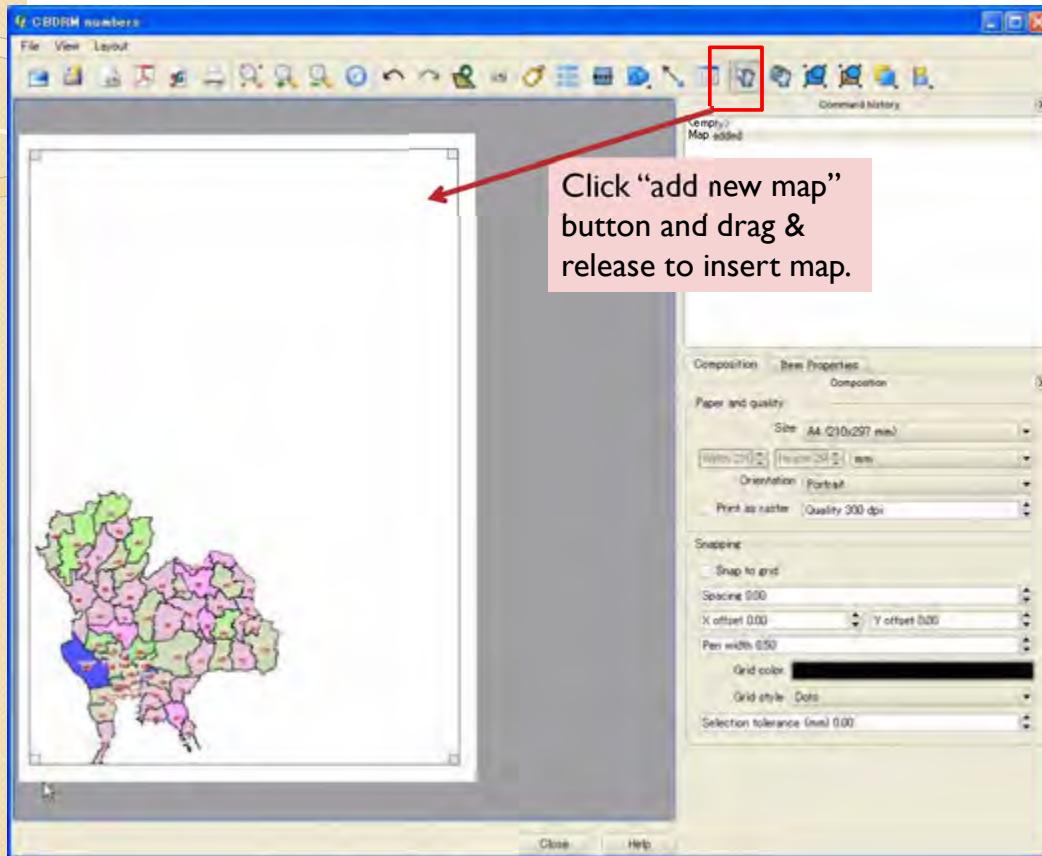 CBDRM numbers
File View Layout
Command history
<empty>
Map added
Click “add new map”
button and drag &
release to insert map.
Composition Item Properties
Composition
Paper and quality
Size A4 (210x297 mm)
mm
Orientation Portrait
Print as raster Quality 300 dpi
Snapping
Snap to grid
Spacing 0.00
X offset 0.00 Y offset 0.00
Pen width 0.50
Grid color
Grid style Dots
Selection tolerance (mm) 0.00
Close Help